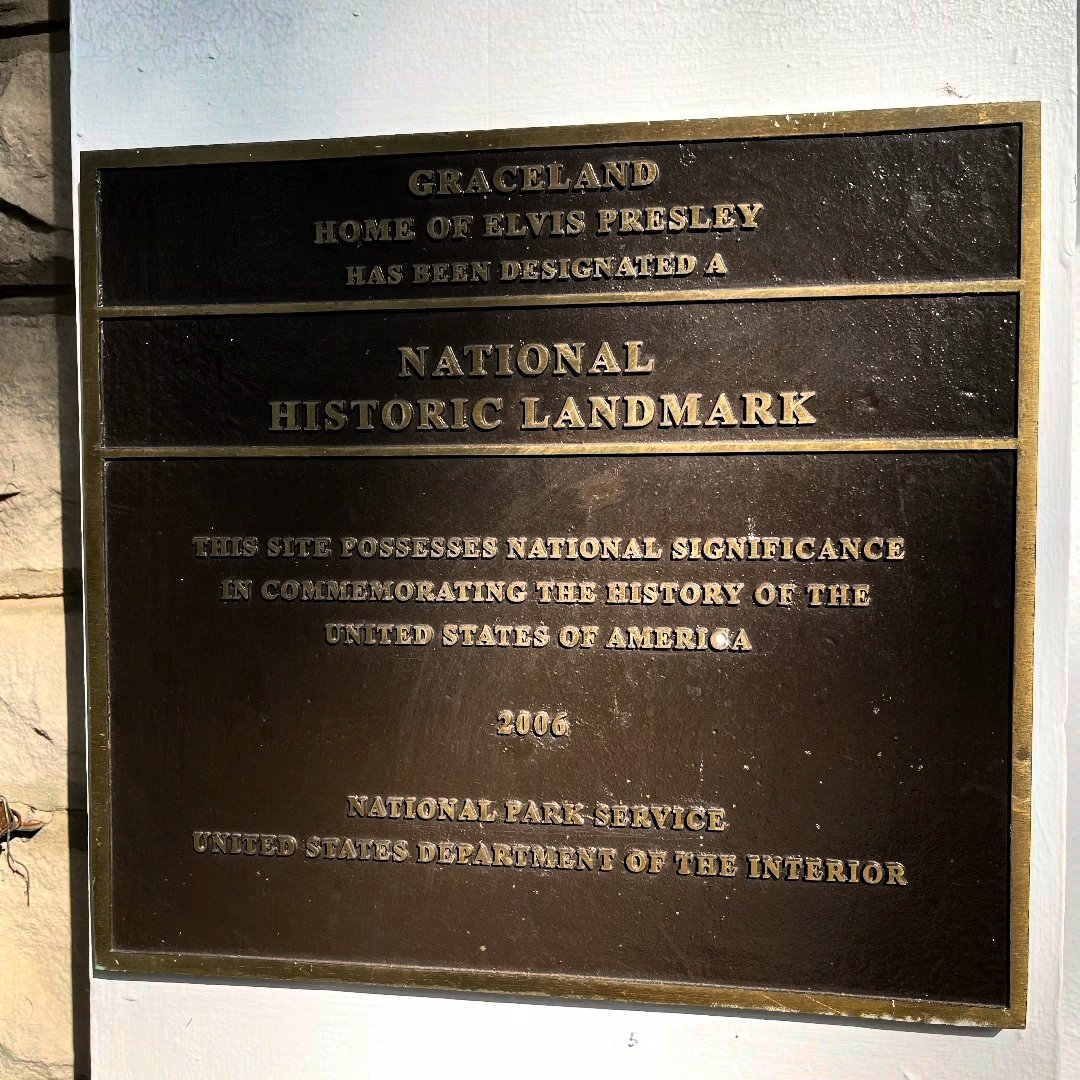 GRACELAND
HOME OF ELVIS PRESLEY
HAS BEEN DESIGNATED A
NATIONAL
HISTORIC LANDMARK
THIS SITE POSSESSES NATIONAL SIGNIFICANCE
IN COMMEMORATING THE HISTORY OF THE
UNITED STATES OF AMERICA
2006
NATIONAL PARK SERVICE
UNITED STATES DEPARTMENT OF THE INTERIOR